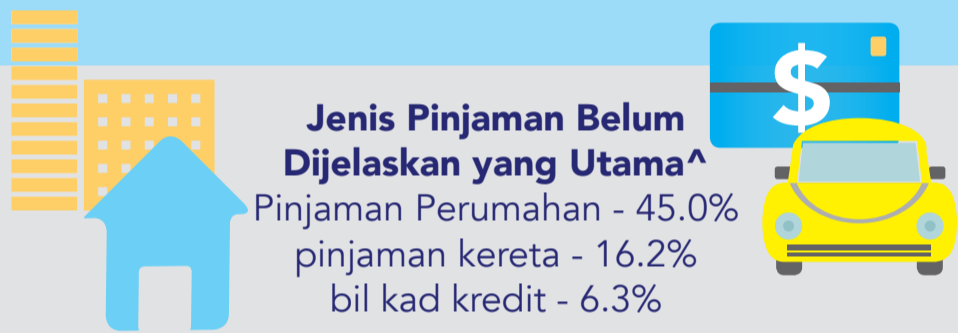 $
Jenis Pinjaman Belum
Dijelaskan yang Utama^
Pinjaman Perumahan - 45.0%
pinjaman kereta - 16.2%
bil kad kredit - 6.3%